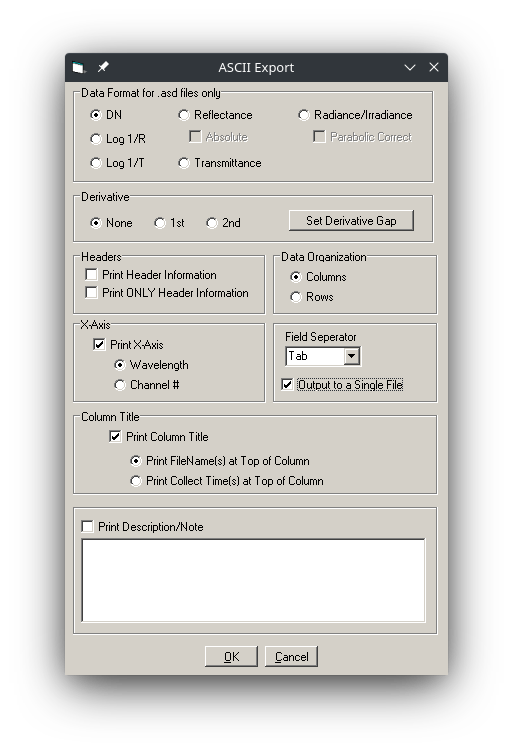 ASCII Export
Data Format for .asd files only
DN
Reflectance
Radiance/Irradiance
Log 1/R
Absolute
Parabolic Correct
Log 1/T
Transmittance
Derivative
None
1st
2nd
Set Derivative Gap
Headers
Print Header Information
Print ONLY Header Information
Data Organization
Columns
Rows
X-Axis
Print X-Axis
Wavelength
Channel #
Field Seperator
Tab
Output to a Single File
Column Title
Print Column Title
Print FileName(s) at Top of Column
Print Collect Time(s) at Top of Column
Print Description/Note
OK
Cancel